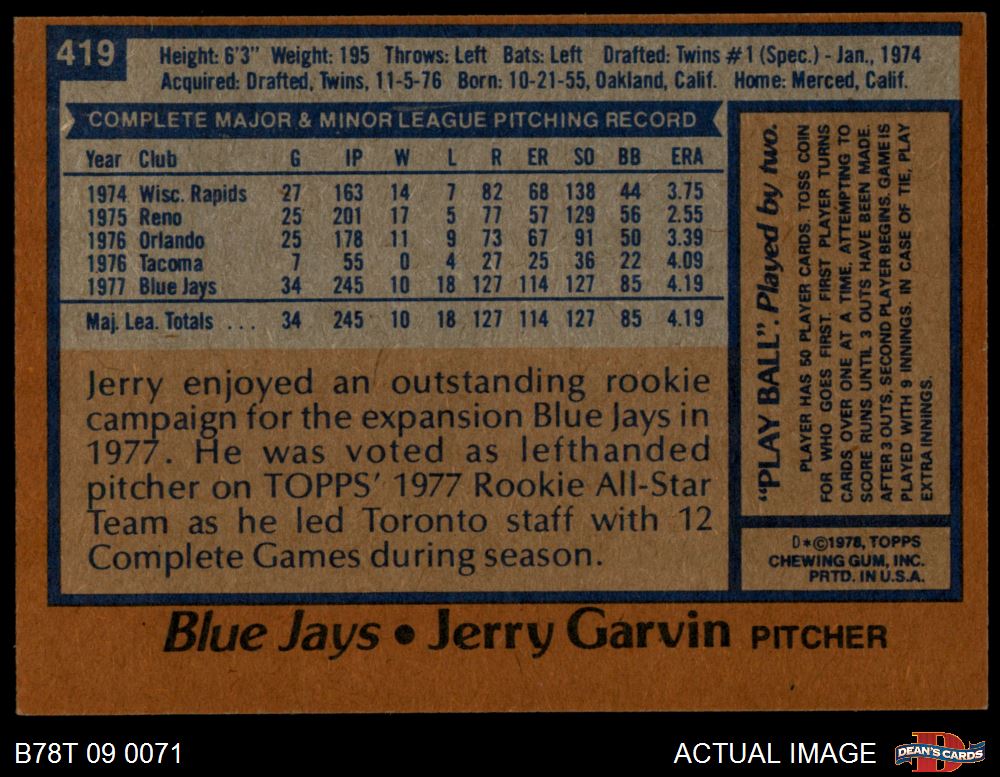 419
Height: 6'3" Weight: 195 Throws: Left Bats: Left Drafted: Twins #1 (Spec.) - Jan., 1974
Acquired: Drafted, Twins, 11-5-76 Born: 10-21-55, Oakland, Calif. Home: Merced, Calif.
COMPLETE MAJOR & MINOR LEAGUE PITCHING RECORD
Year Club G IP W L R ER SO BB ERA
1974 Wisc. Rapids 27 163 14 7 82 68 138 44 3.75
1975 Reno 25 201 17 5 77 57 129 56 2.55
1976 Orlando 25 178 11 9 73 67 91 50 3.39
1976 Tacoma 7 55 0 4 27 25 36 22 4.09
1977 Blue Jays 34 245 10 18 127 114 127 85 4.19
Maj. Lea. Totals . . . 34 245 10 18 127 114 127 85 4.19
Jerry enjoyed an outstanding rookie
campaign for the expansion Blue Jays in
1977. He was voted as lefthanded
pitcher on TOPPS' 1977 Rookie All-Star
Team as he led Toronto staff with 12
Complete Games during season.
"PLAY BALL". Played by two.
PLAYER HAS 50 PLAYER CARDS. TOSS COIN
FOR WHO GOES FIRST. FIRST PLAYER TURNS
CARDS OVER ONE AT A TIME, ATTEMPTING TO
SCORE RUNS UNTIL 3 OUTS HAVE BEEN MADE.
AFTER 3 OUTS, SECOND PLAYER BEGINS. GAME IS
PLAYED WITH 9 INNINGS. IN CASE OF TIE, PLAY
EXTRA INNINGS.
D*©1978, TOPPS
CHEWING GUM, INC.
PRTD. IN U.S.A.
Blue Jays • Jerry Garvin PITCHER
B78T 09 0071
ACTUAL IMAGE
D
DEAN'S CARDS